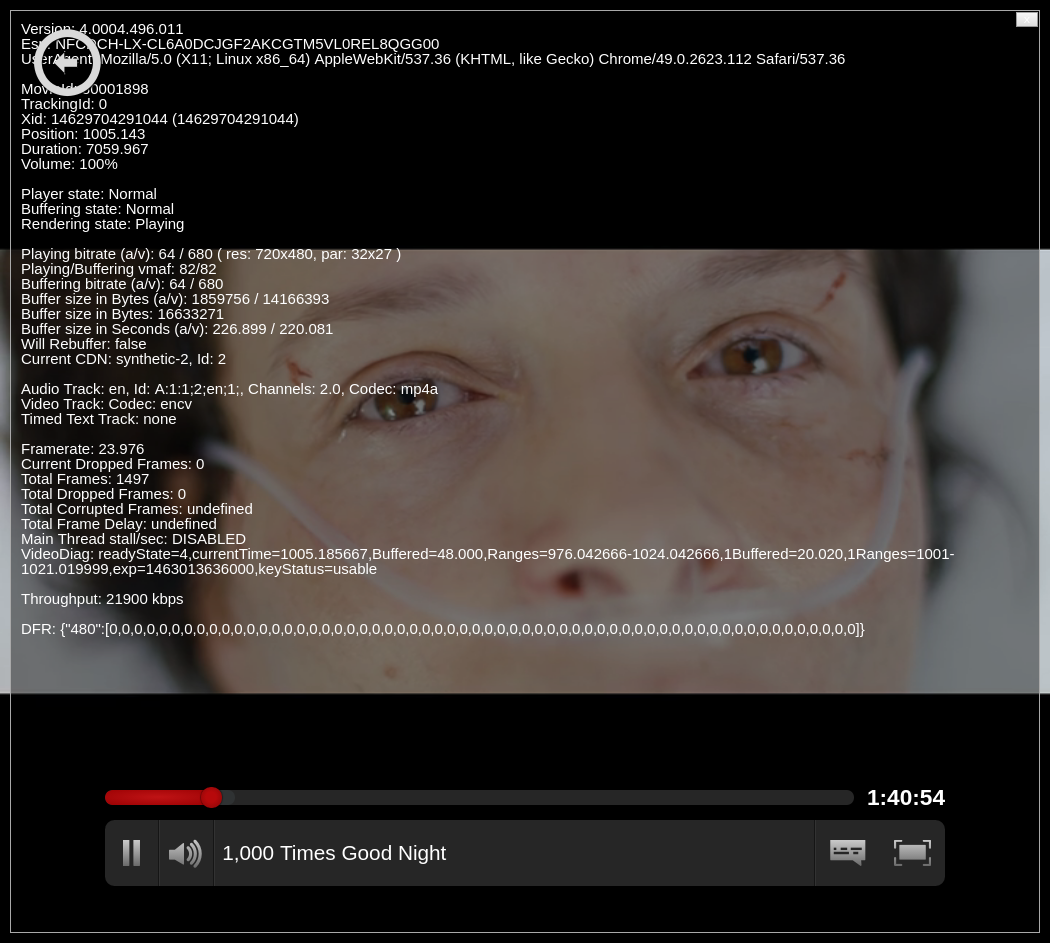 Version: 4.0004.496.011
Esn: NFCDCH-LX-CL6A0DCJGF2AKCGTM5VL0REL8QGG00
UserAgent: Mozilla/5.0 (X11; Linux x86_64) AppleWebKit/537.36 (KHTML, like Gecko) Chrome/49.0.2623.112 Safari/537.36
MovieId: 80001898
TrackingId: 0
Xid: 14629704291044 (14629704291044)
Position: 1005.143
Duration: 7059.967
Volume: 100%
Player state: Normal
Buffering state: Normal
Rendering state: Playing
Playing bitrate (a/v): 64 / 680 ( res: 720x480, par: 32x27 )
Playing/Buffering vmaf: 82/82
Buffering bitrate (a/v): 64 / 680
Buffer size in Bytes (a/v): 1859756 / 14166393
Buffer size in Bytes: 16633271
Buffer size in Seconds (a/v): 226.899 / 220.081
Will Rebuffer: false
Current CDN: synthetic-2, Id: 2
Audio Track: en, Id: A:1:1;2;en;1;, Channels: 2.0, Codec: mp4a
Video Track: Codec: encv
Timed Text Track: none
Framerate: 23.976
Current Dropped Frames: 0
Total Frames: 1497
Total Dropped Frames: 0
Total Corrupted Frames: undefined
Total Frame Delay: undefined
Main Thread stall/sec: DISABLED
VideoDiag: readyState=4,currentTime=1005.185667,Buffered=48.000,Ranges=976.042666-1024.042666,1Buffered=20.020,1Ranges=1001-
1021.019999,exp=1463013636000,keyStatus=usable
Throughput: 21900 kbps
DFR: {"480":[0,0,0,0,0,0,0,0,0,0,0,0,0,0,0,0,0,0,0,0,0,0,0,0,0,0,0,0,0,0,0,0,0,0,0,0,0,0,0,0,0,0,0,0,0,0,0,0,0,0,0,0,0,0,0,0,0,0,0,0]}
1:40:54
1,000 Times Good Night